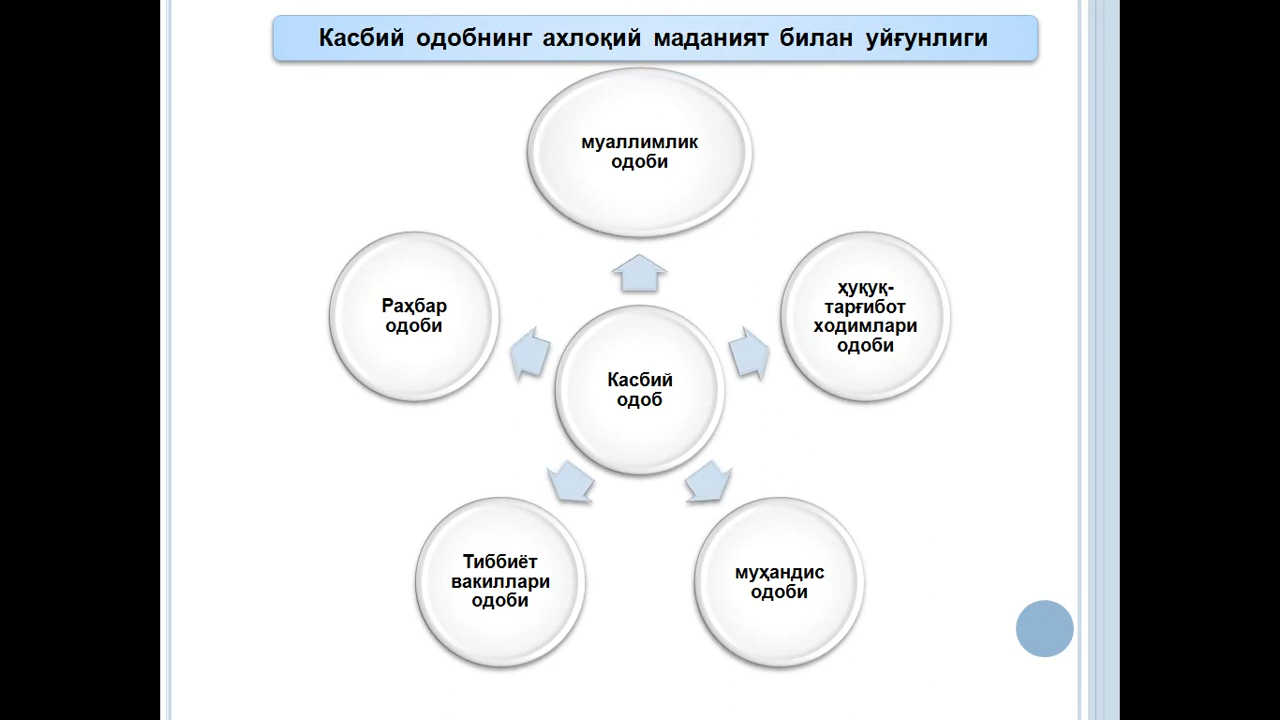 Касбий одобнинг ахлоқий маданият билан уйғунлиги
муаллимлик
одоби
Раҳбар
одоби
ҳуқуқ-
тарғибот
ходимлари
одоби
Касбий
одоб
Тиббиёт
вакиллари
одоби
муҳандис
одоби